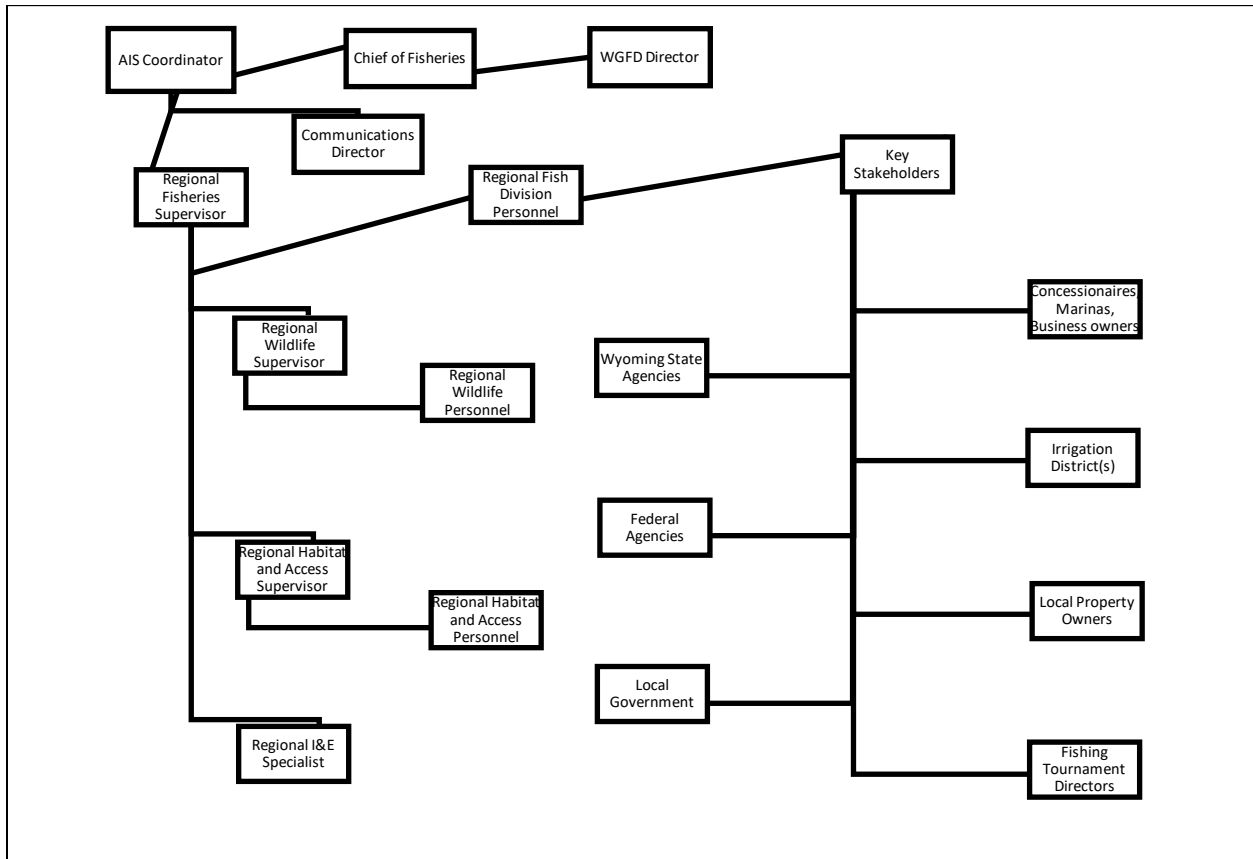 AIS Coordinator
Chief of Fisheries
WGFD Director
Communications
Director
Key
Stakeholders
Regional
Fisheries
Supervisor
Regional Fish
Division
Personnel
Concessionaires,
Marinas,
Business owners
Regional
Wildlife
Supervisor
Wyoming State
Agencies
Regional
Wildlife
Personnel
Irrigation
District(s)
Federal
Agencies
Regional Habitat
and Access
Supervisor
Regional Habitat
and Access
Personnel
Local Property
Owners
Local
Government
Regional I&E
Specialist
Fishing
Tournament
Directors